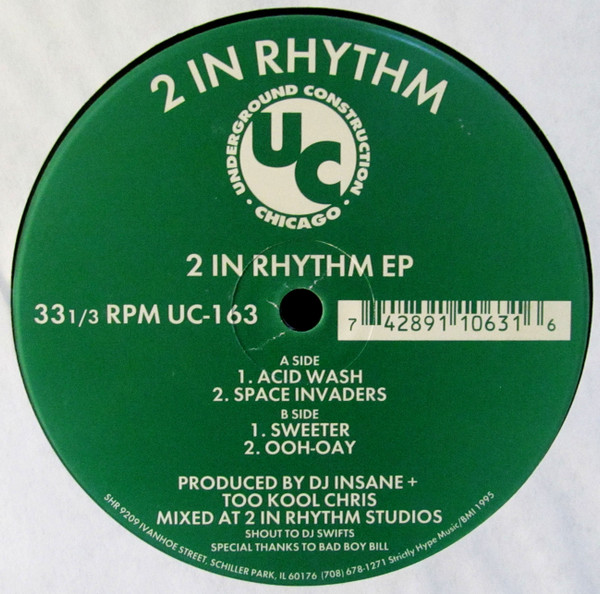 2 IN RHYTHM
UNDERGROUND CONSTRUCTION
UC
· CHICAGO ·
2 IN RHYTHM EP
33 1/3 RPM UC-163
7 42891 10631 6
A SIDE
1. ACID WASH
2. SPACE INVADERS
B SIDE
1. SWEETER
2. OOH-OAY
PRODUCED BY DJ INSANE +
TOO KOOL CHRIS
MIXED AT 2 IN RHYTHM STUDIOS
SHOUT TO DJ SWIFTS
SPECIAL THANKS TO BAD BOY BILL
SHR 9209 IVANHOE STREET, SCHILLER PARK, IL 60176 (708) 678-1271 Strictly Hype Music/BMI 1995